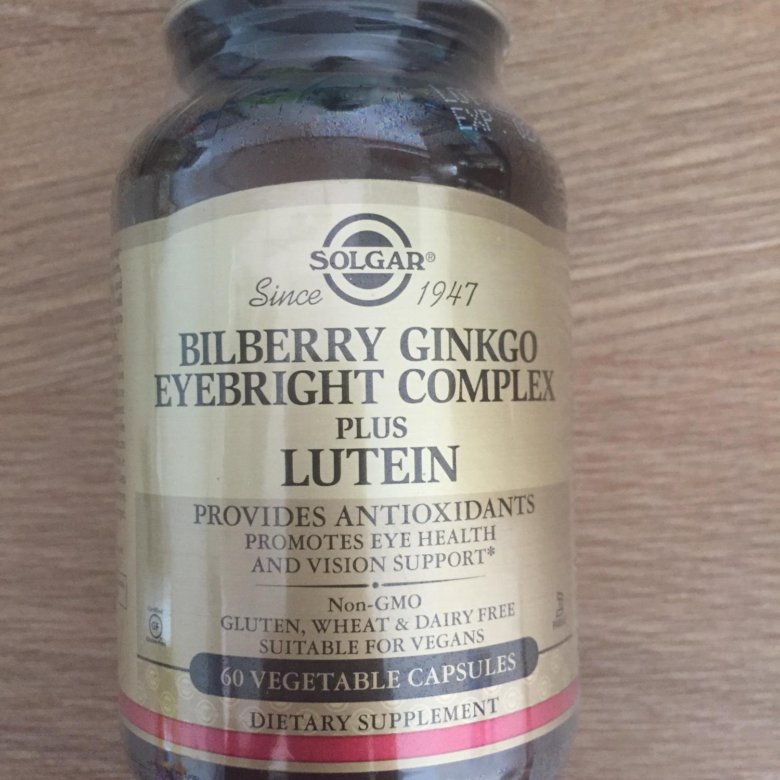 EXP.
SOLGAR®
Since 1947
BILBERRY GINKGO
EYEBRIGHT COMPLEX
PLUS
LUTEIN
PROVIDES ANTIOXIDANTS
PROMOTES EYE HEALTH
AND VISION SUPPORT*
Non-GMO
GLUTEN, WHEAT & DAIRY FREE
SUITABLE FOR VEGANS
60 VEGETABLE CAPSULES
DIETARY SUPPLEMENT